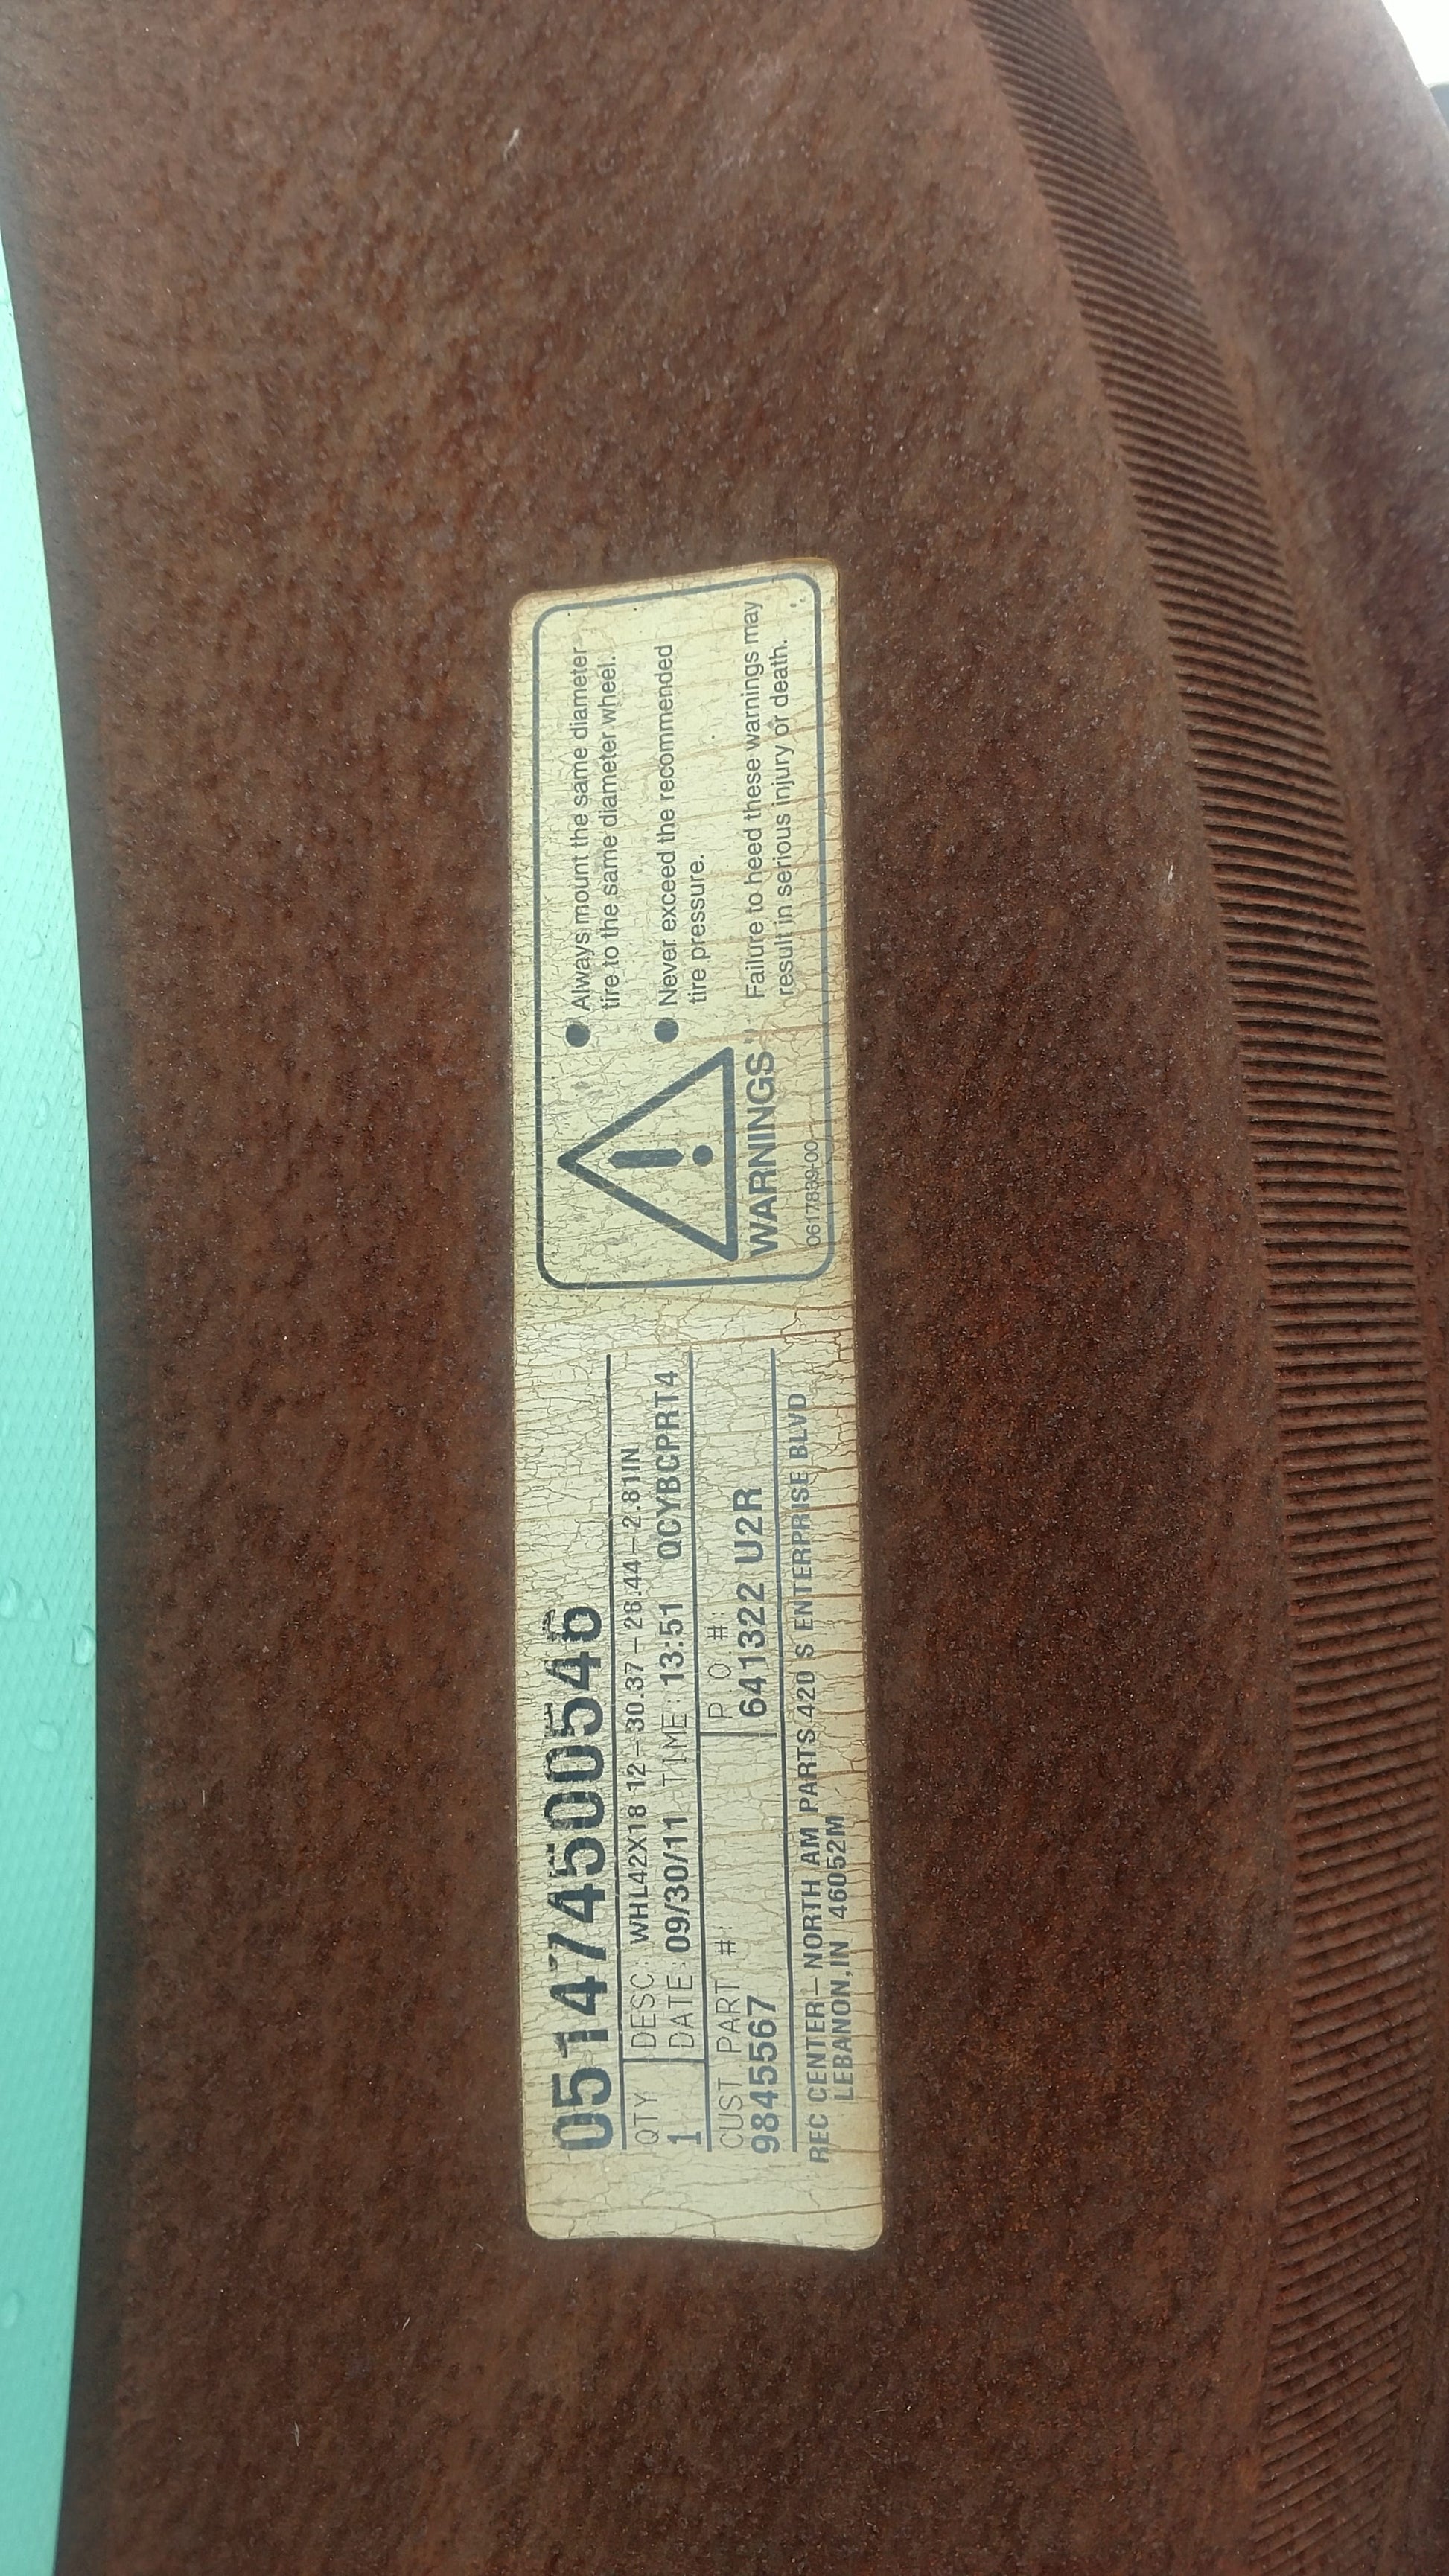 05147450054b
QTY DESC: WHL42X18 12-30.37-28.44-2.81IN
1 DATE: 09/30/11 TIME: 13:51 QCYBCPRT4
CUST PART #: P O #:
9845567 641322 U2R
REC CENTER-NORTH AM PARTS 420 S ENTERPRISE BLVD
LEBANON, IN 46052M
● Always mount the same diameter
tire to the same diameter wheel.
● Never exceed the recommended
tire pressure.
WARNINGS
Failure to heed these warnings may
result in serious injury or death.